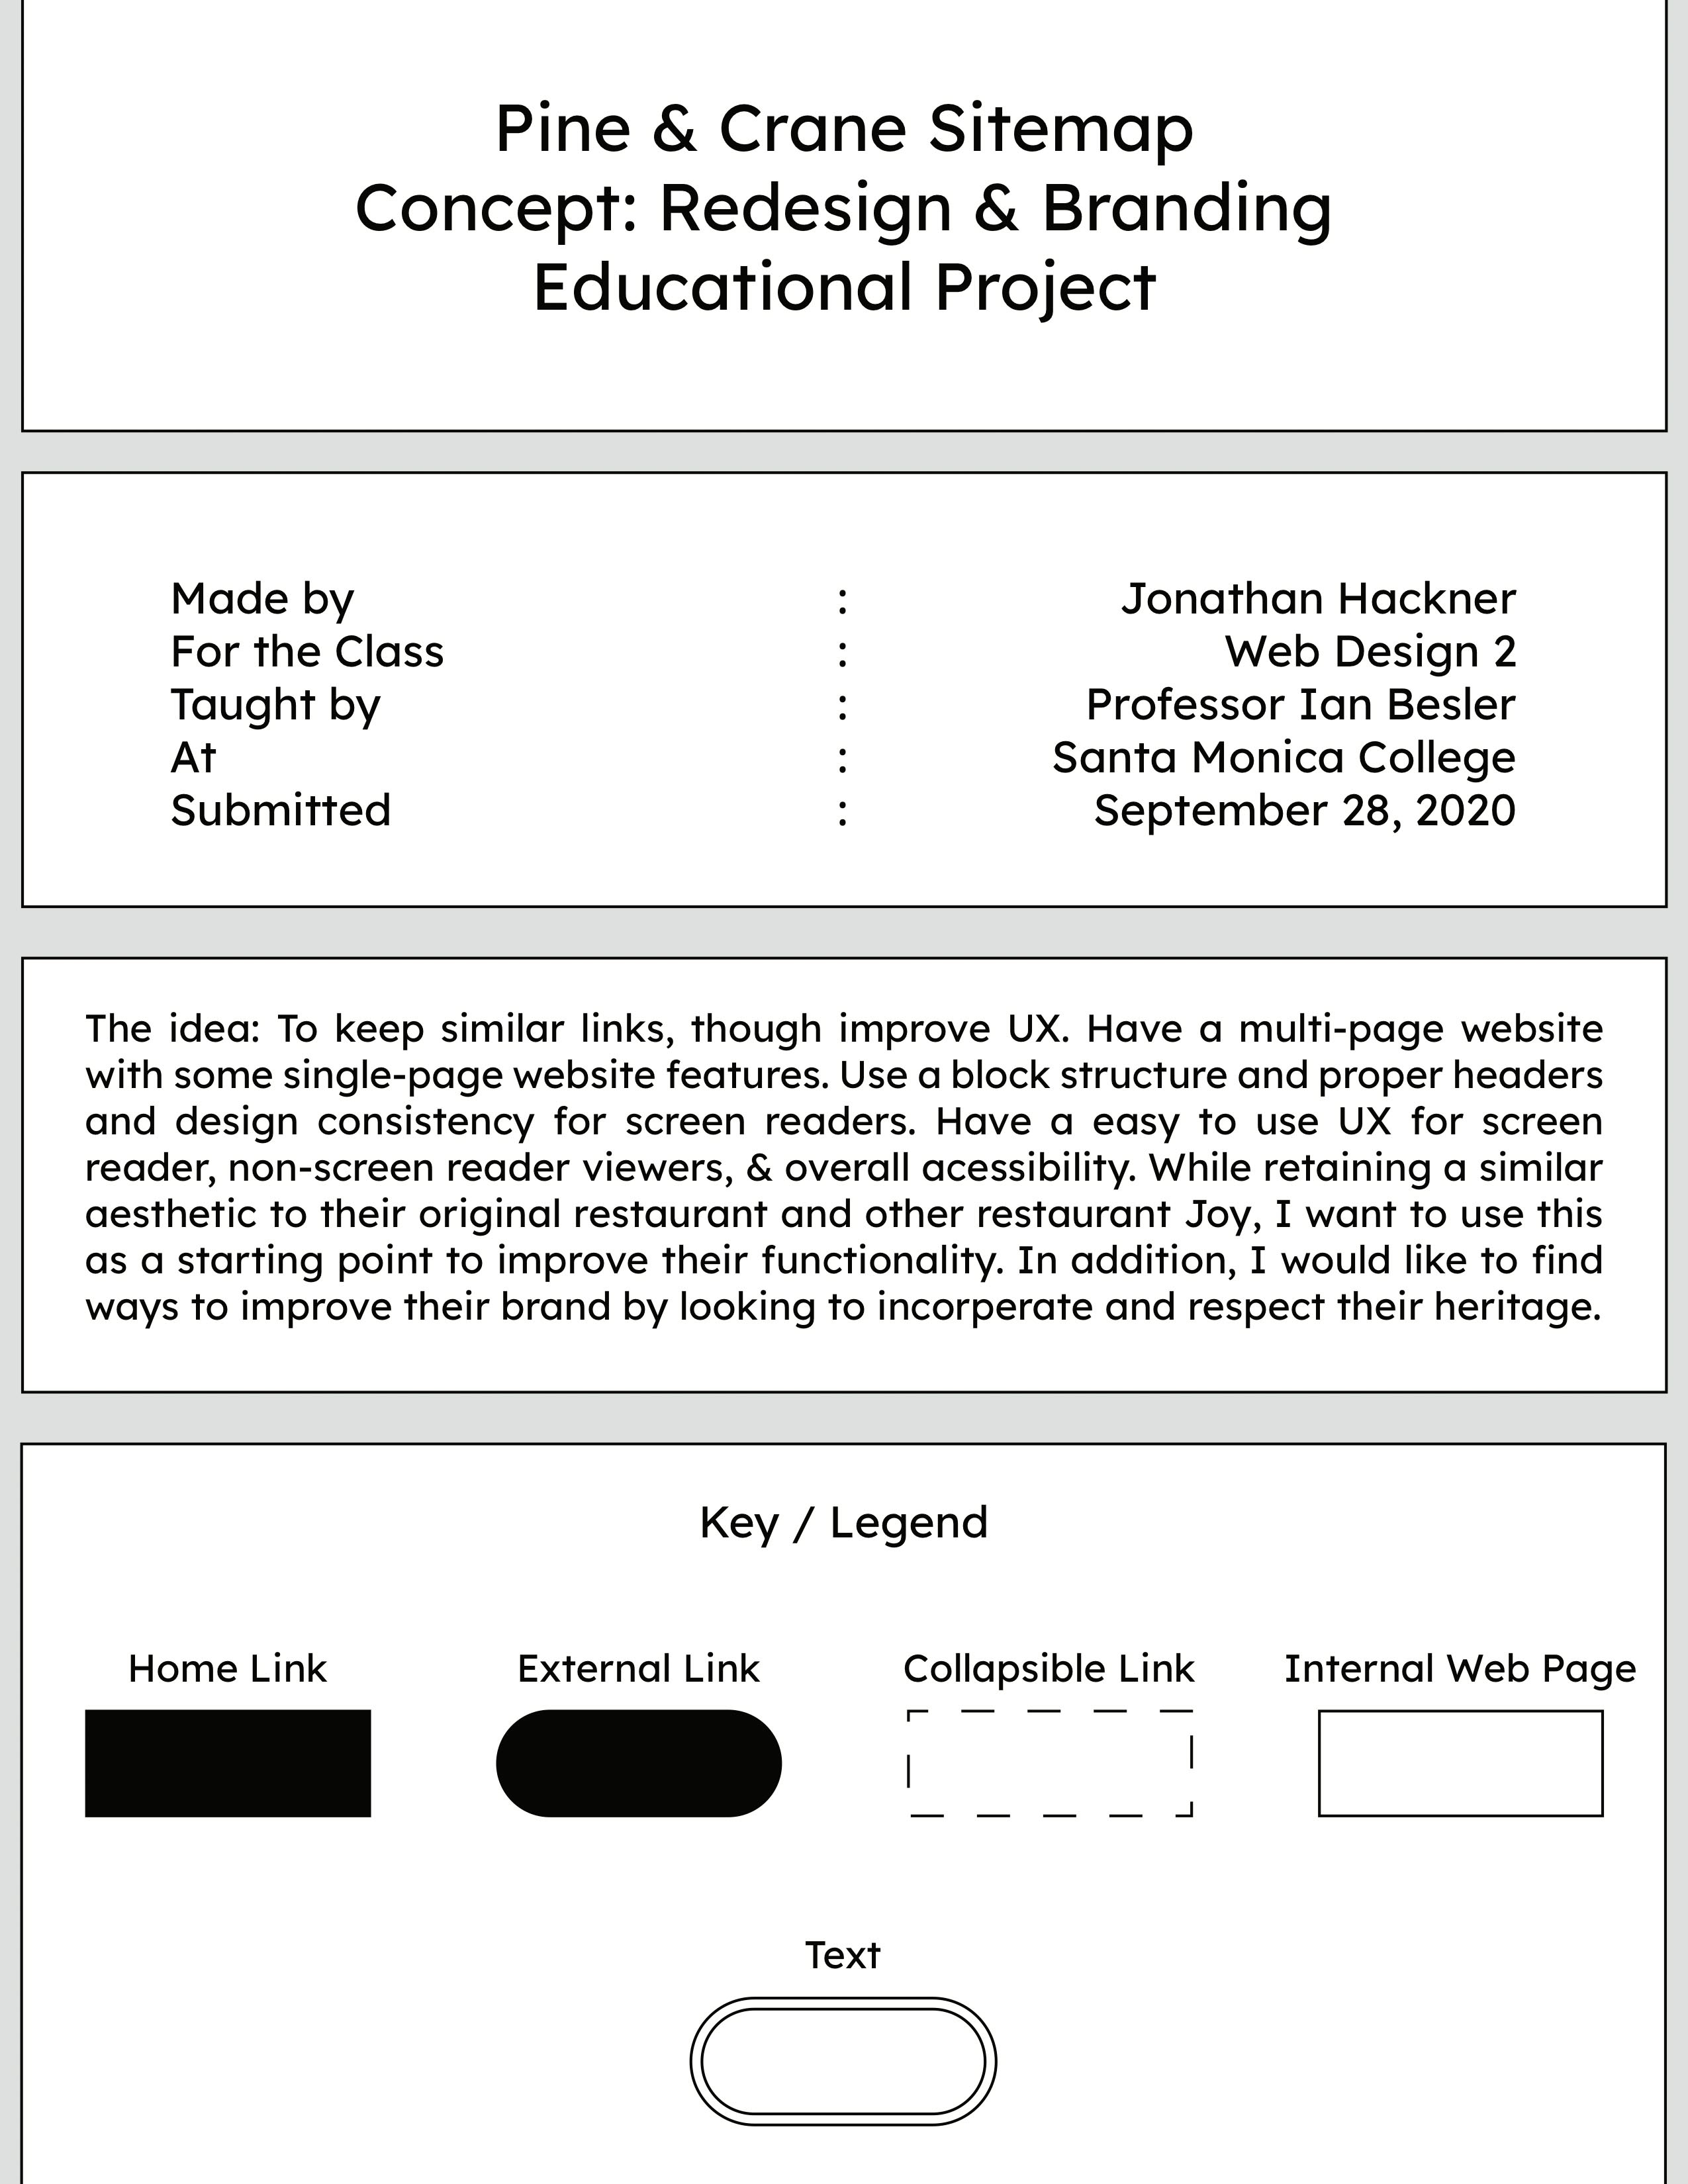 Pine & Crane Sitemap
Concept: Redesign & Branding
Educational Project
Made by : Jonathan Hackner
For the Class : Web Design 2
Taught by : Professor Ian Besler
At : Santa Monica College
Submitted : September 28, 2020
The idea: To keep similar links, though improve UX. Have a multi-page website
with some single-page website features. Use a block structure and proper headers
and design consistency for screen readers. Have a easy to use UX for screen
reader, non-screen reader viewers, & overall acessibility. While retaining a similar
aesthetic to their original restaurant and other restaurant Joy, I want to use this
as a starting point to improve their functionality. In addition, I would like to find
ways to improve their brand by looking to incorperate and respect their heritage.
Key / Legend
Home Link External Link Collapsible Link Internal Web Page
Text